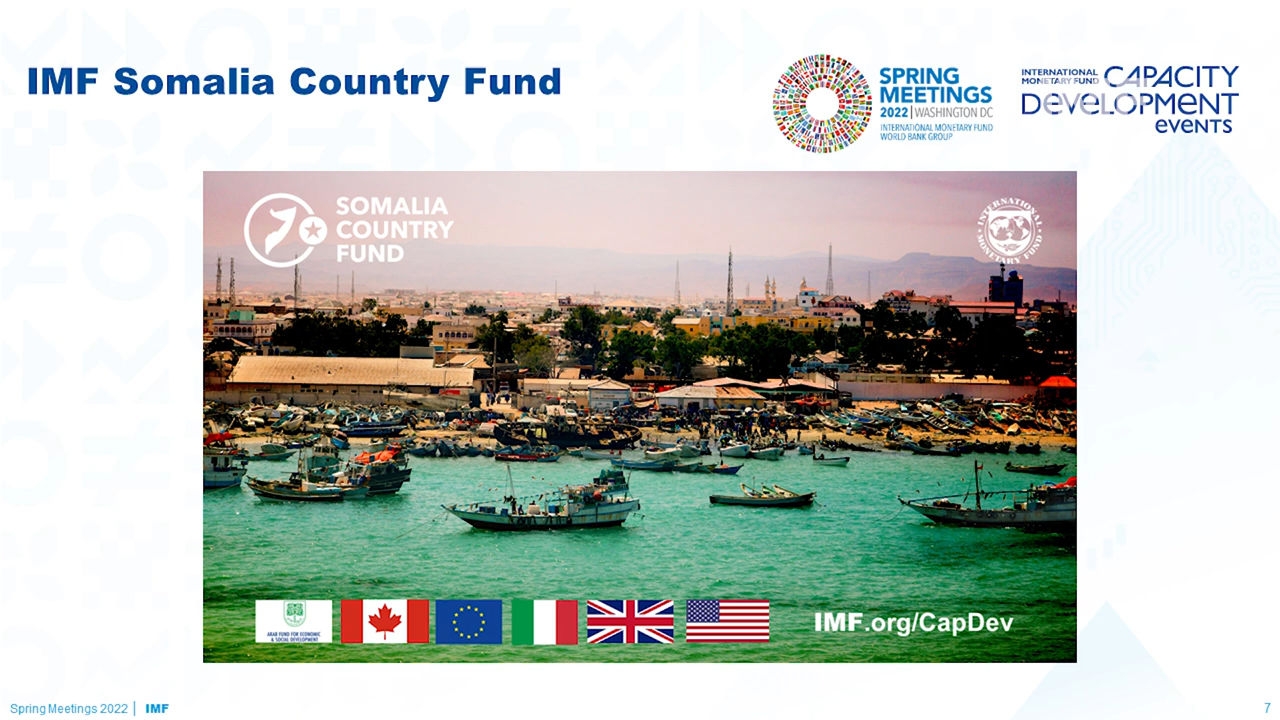 IMF Somalia Country Fund
SPRING
MEETINGS
2022 | WASHINGTON DC
INTERNATIONAL MONETARY FUND
WORLD BANK GROUP
INTERNATIONAL
MONETARY FUND CAPACITY
DEVELOPMENT
EVENTS
SOMALIA
COUNTRY
FUND
INTERNATIONAL MONETARY FUND
ARAB FUND FOR ECONOMIC
& SOCIAL DEVELOPMENT
IMF.org/CapDev
Spring Meetings 2022 | IMF
7